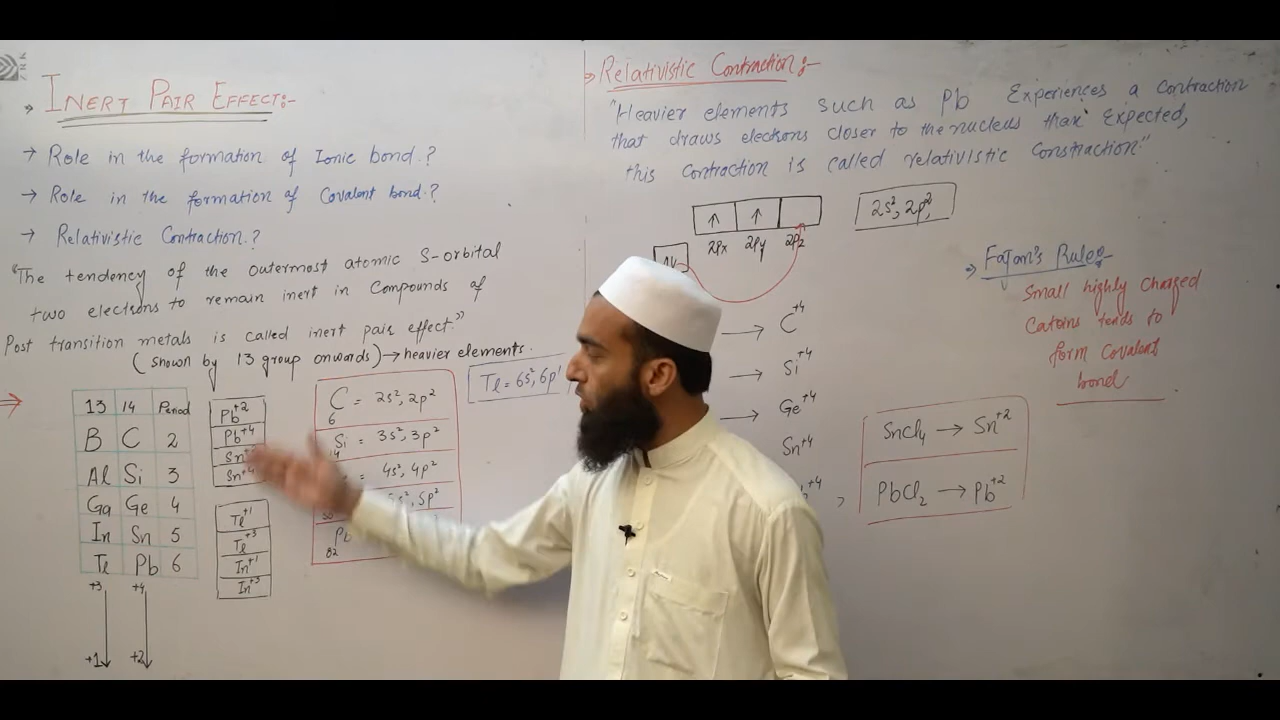 ZRK
INERT PAIR EFFECT:-
→ Role in the formation of Ionic bond.?
→ Role in the formation of Covalent bond.?
→ Relativistic Contraction.?
"The tendency of the outermost atomic S-orbital
two electrons to remain inert in Compounds of
Post transition metals is called inert pair effect."
(shown by 13 group onwards) → heavier elements.
13 14 Period
B C 2
Al Si 3
Ga Ge 4
In Sn 5
Tl Pb 6
+3 +4
+1 +2
Pb+2
Pb+4
Sn
Sn+4
Tl+1
Tl+3
In+1
In+3
C = 2s², 2p²
6
Si = 3s², 3p²
14
= 4s², 4p²
s², 5p²
50
Pb
82
Tl = 6s², 6p¹
Relativistic Contraction:-
"Heavier elements such as Pb Experiences a contraction
that draws electrons closer to the nucleus than Expected,
this contraction is called relativistic constraction."
↑ ↑
2px 2py 2pz
2s², 2p²
→ C+4
→ Si+4
→ Ge+4
Sn+4
+4
Fajan's Rule
Small highly charged
Catoins tends to
form covalent
bond
SnCl4 → Sn+2
PbCl2 → Pb+2